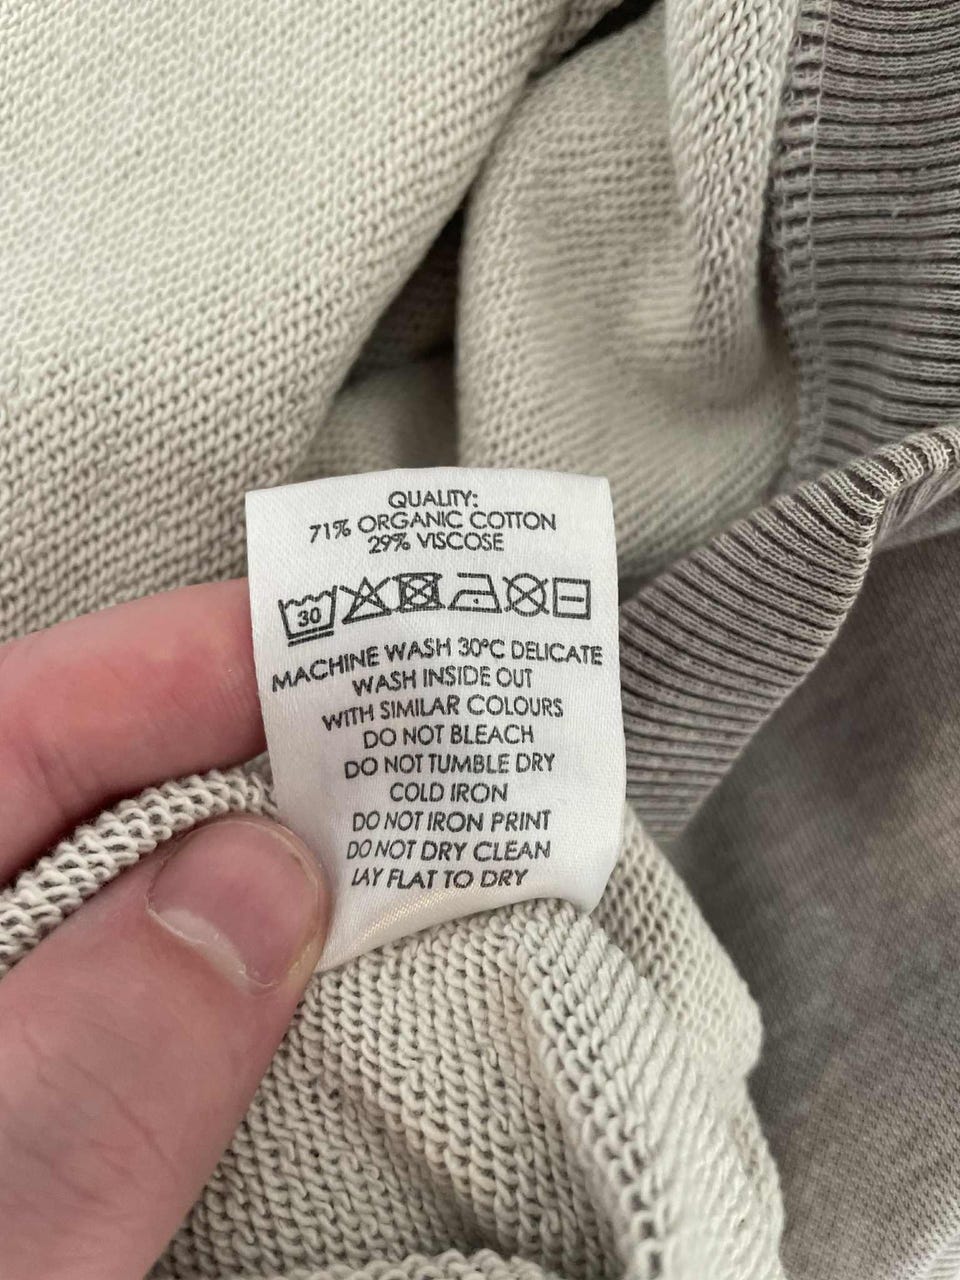 QUALITY:
71% ORGANIC COTTON
29% VISCOSE
30
MACHINE WASH 30°C DELICATE
WASH INSIDE OUT
WITH SIMILAR COLOURS
DO NOT BLEACH
DO NOT TUMBLE DRY
COLD IRON
DO NOT IRON PRINT
DO NOT DRY CLEAN
LAY FLAT TO DRY